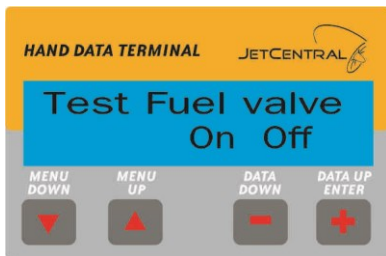 HAND DATA TERMINAL JETCENTRAL
Test Fuel valve
On Off
MENU DOWN MENU UP DATA DOWN DATA UP ENTER